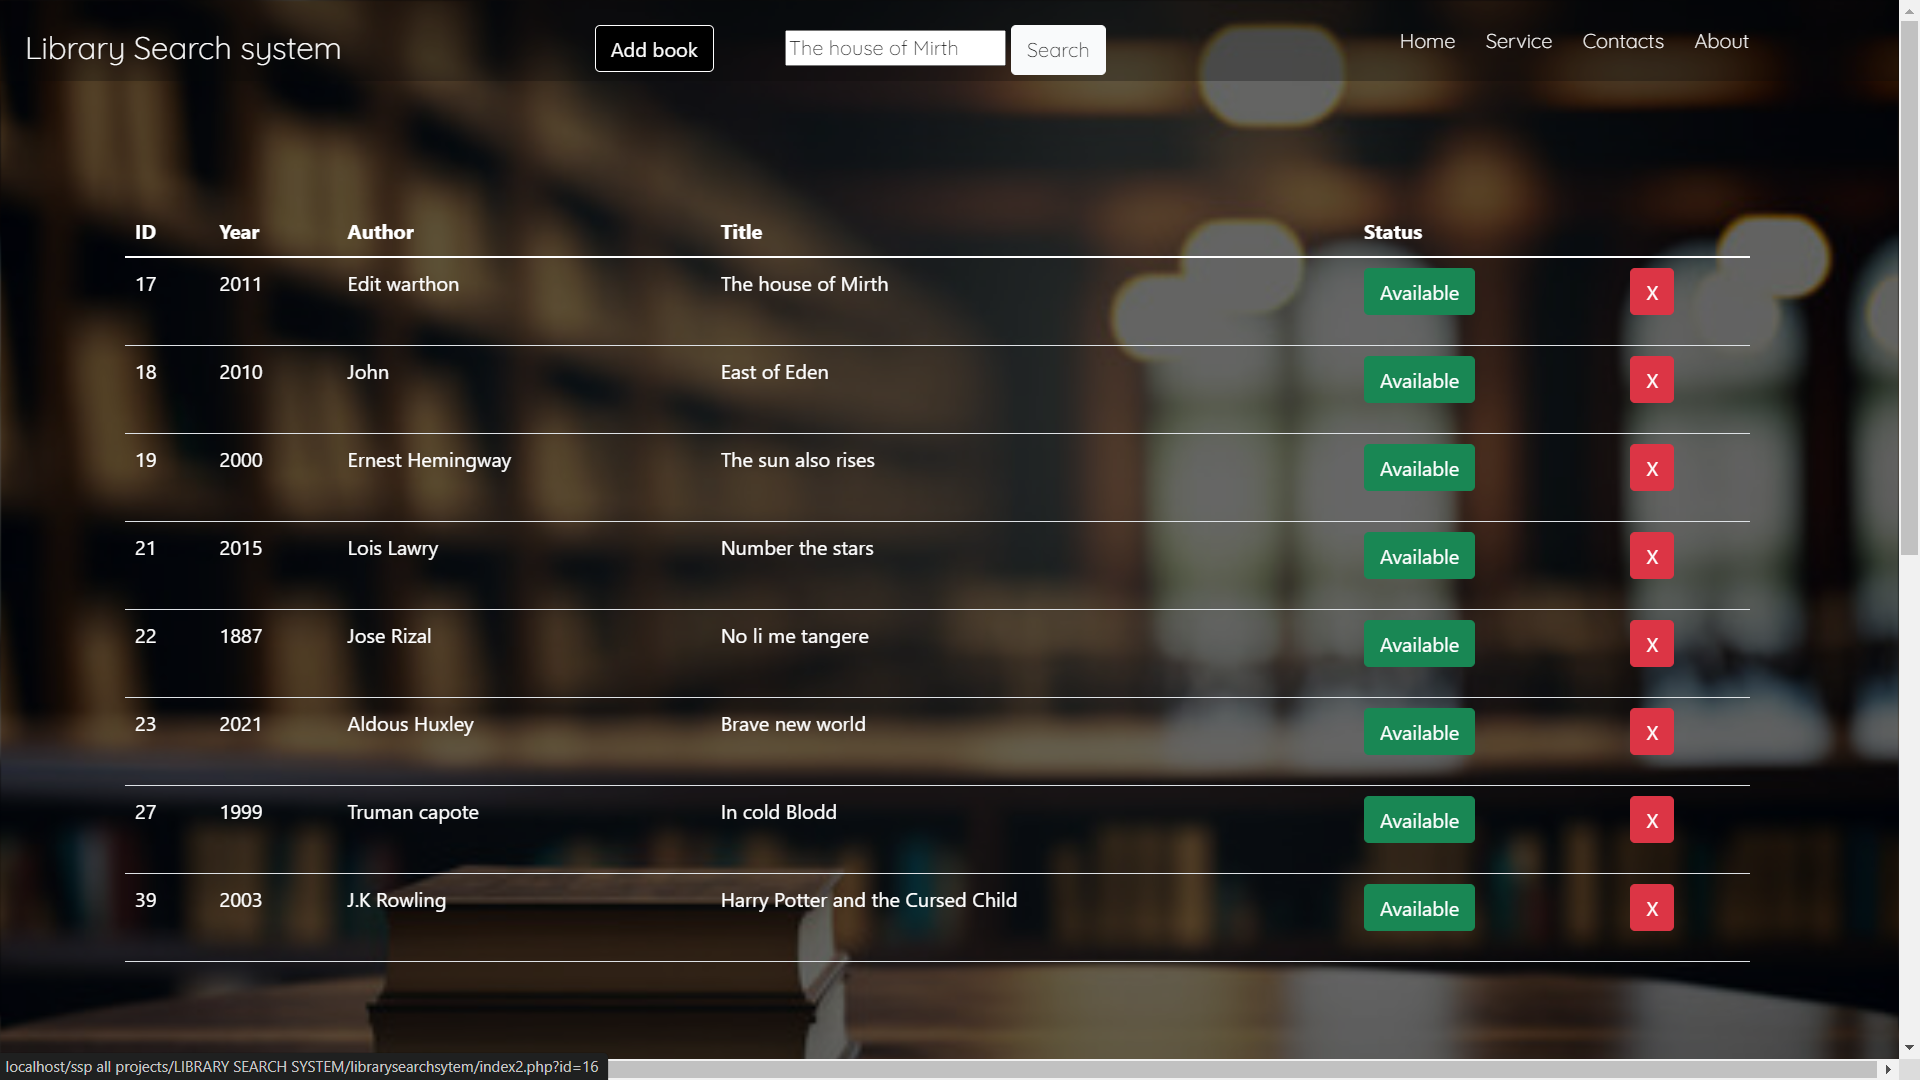 Library Search system
Add book
The house of Mirth
Search
Home Service Contacts About
ID Year Author Title Status
17 2011 Edit warthon The house of Mirth Available X
18 2010 John East of Eden Available X
19 2000 Ernest Hemingway The sun also rises Available X
21 2015 Lois Lawry Number the stars Available X
22 1887 Jose Rizal No li me tangere Available X
23 2021 Aldous Huxley Brave new world Available X
27 1999 Truman capote In cold Blodd Available X
39 2003 J.K Rowling Harry Potter and the Cursed Child Available X
localhost/ssp all projects/LIBRARY SEARCH SYSTEM/librarysearchsytem/index2.php?id=16